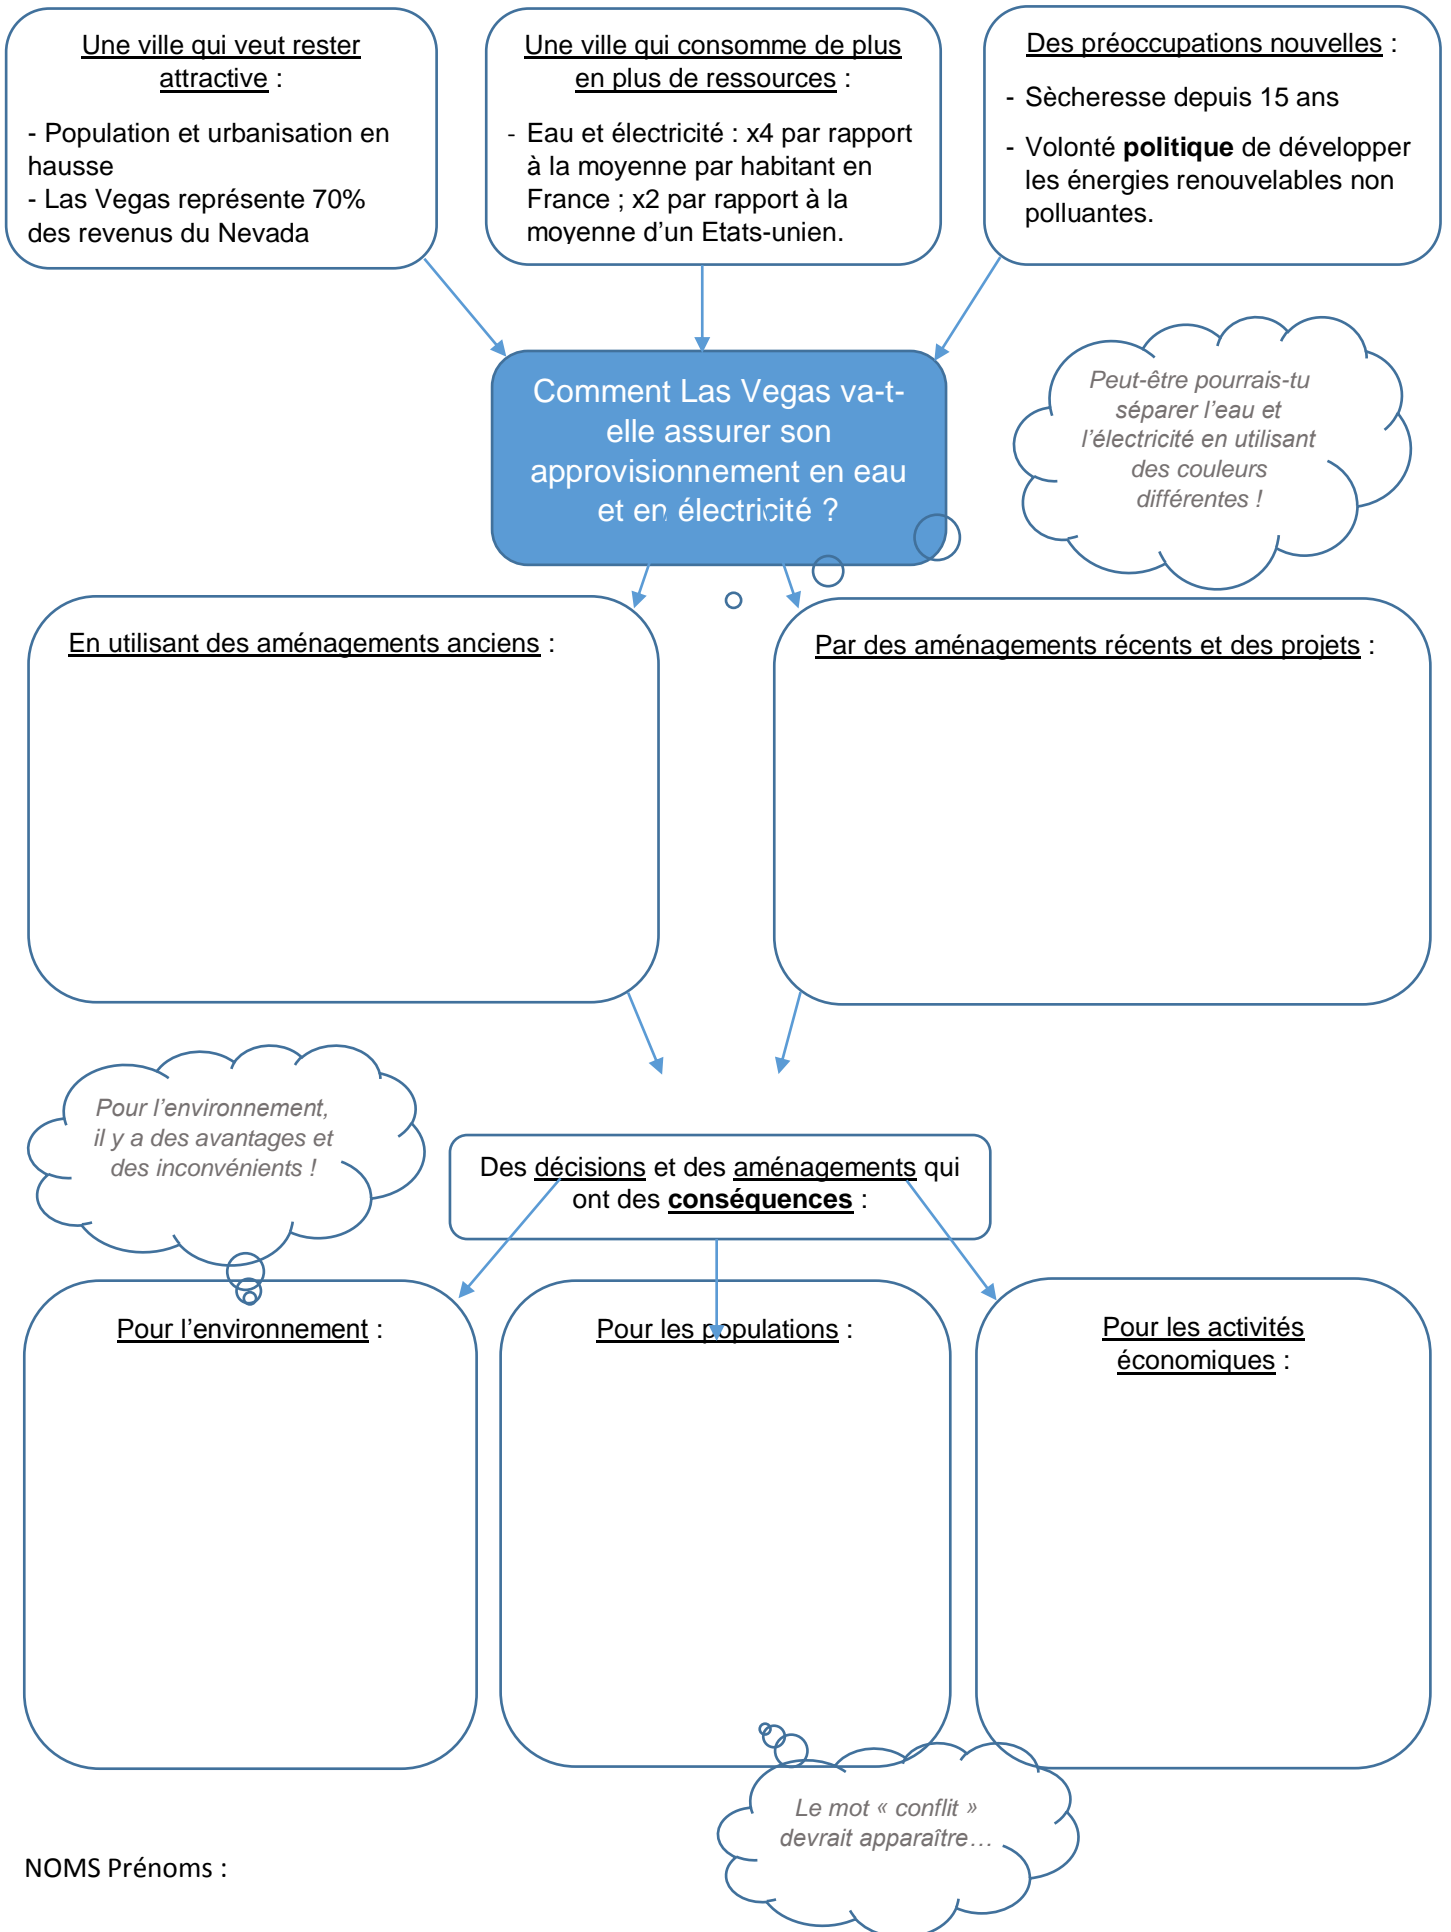 Une ville qui veut rester
attractive :
- Population et urbanisation en
hausse
- Las Vegas représente 70%
des revenus du Nevada
Une ville qui consomme de plus
en plus de ressources :
- Eau et électricité : x4 par rapport
à la moyenne par habitant en
France ; x2 par rapport à la
moyenne d’un Etats-unien.
Des préoccupations nouvelles :
- Sècheresse depuis 15 ans
- Volonté politique de développer
les énergies renouvelables non
polluantes.
Comment Las Vegas va-t-
elle assurer son
approvisionnement en eau
et en électricité ?
Peut-être pourrais-tu
séparer l’eau et
l’électricité en utilisant
des couleurs
différentes !
En utilisant des aménagements anciens :
Par des aménagements récents et des projets :
Pour l’environnement,
il y a des avantages et
des inconvénients !
Des décisions et des aménagements qui
ont des conséquences :
Pour l’environnement :
Pour les populations :
Pour les activités
économiques :
Le mot « conflit »
devrait apparaître…
NOMS Prénoms :